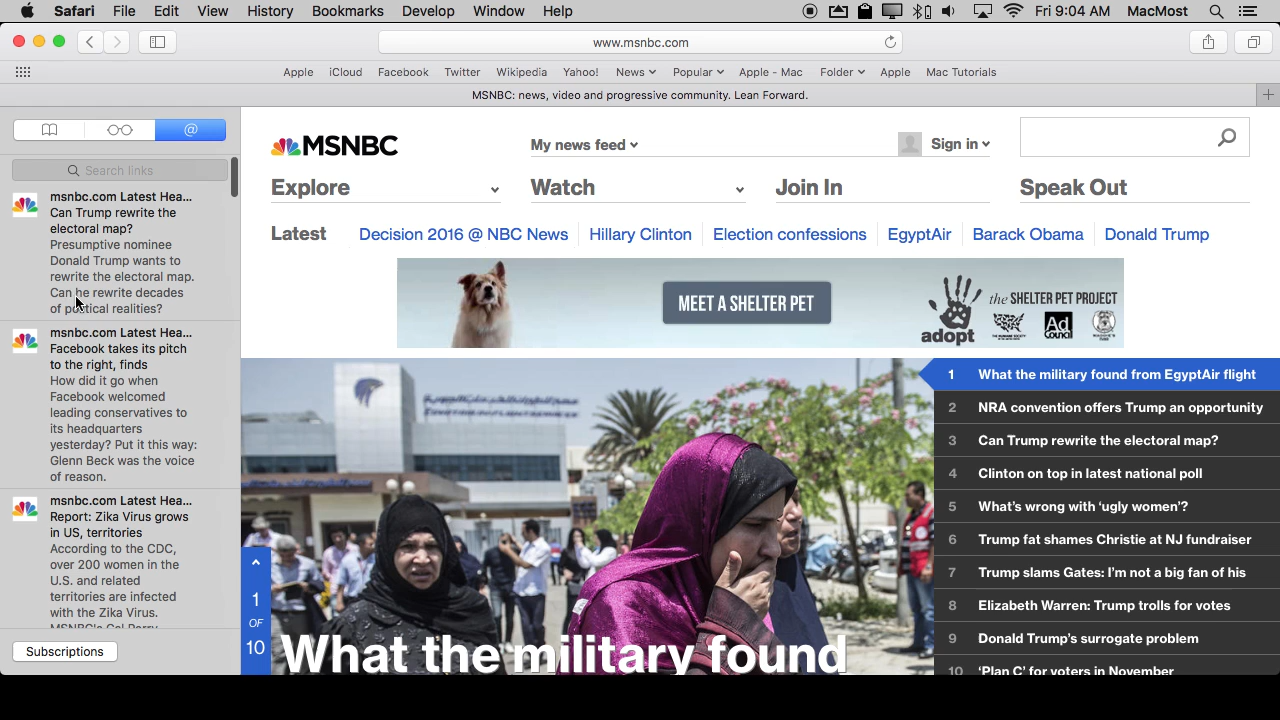 Safari File Edit View History Bookmarks Develop Window Help Fri 9:04 AM MacMost
www.msnbc.com
Apple iCloud Facebook Twitter Wikipedia Yahoo! News Popular Apple - Mac Folder Apple Mac Tutorials
MSNBC: news, video and progressive community. Lean Forward.
@
Search links
msnbc.com Latest Hea...
Can Trump rewrite the
electoral map?
Presumptive nominee
Donald Trump wants to
rewrite the electoral map.
Can he rewrite decades
of political realities?
msnbc.com Latest Hea...
Facebook takes its pitch
to the right, finds
How did it go when
Facebook welcomed
leading conservatives to
its headquarters
yesterday? Put it this way:
Glenn Beck was the voice
of reason.
msnbc.com Latest Hea...
Report: Zika Virus grows
in US, territories
According to the CDC,
over 200 women in the
U.S. and related
territories are infected
with the Zika Virus.
Subscriptions
MSNBC
My news feed
Sign in
Explore Watch Join In Speak Out
Latest Decision 2016 @ NBC News Hillary Clinton Election confessions EgyptAir Barack Obama Donald Trump
MEET A SHELTER PET
adopt
the SHELTER PET PROJECT
Ad
Council
1 What the military found from EgyptAir flight
2 NRA convention offers Trump an opportunity
3 Can Trump rewrite the electoral map?
4 Clinton on top in latest national poll
5 What's wrong with 'ugly women'?
6 Trump fat shames Christie at NJ fundraiser
7 Trump slams Gates: I'm not a big fan of his
8 Elizabeth Warren: Trump trolls for votes
9 Donald Trump's surrogate problem
10 'Plan C' for voters in November
1
OF
10
What the military found